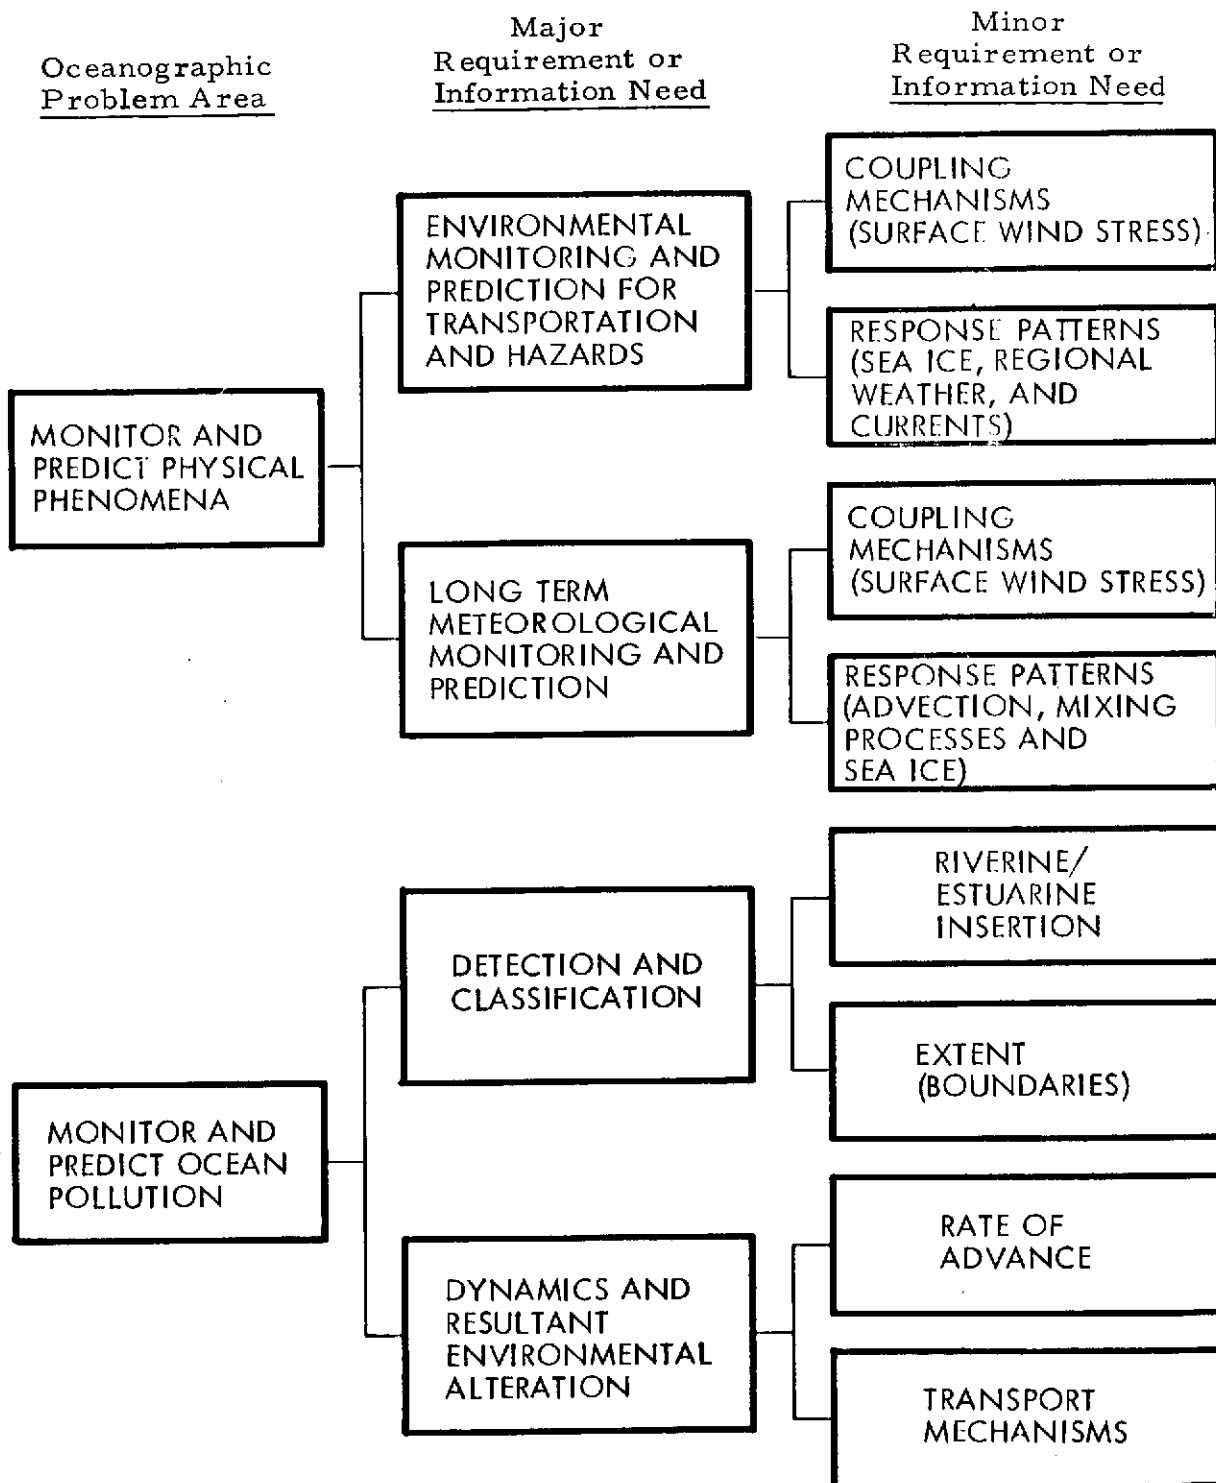 Oceanographic
Problem Area
Major
Requirement or
Information Need
Minor
Requirement or
Information Need
MONITOR AND
PREDICT PHYSICAL
PHENOMENA
ENVIRONMENTAL
MONITORING AND
PREDICTION FOR
TRANSPORTATION
AND HAZARDS
COUPLING
MECHANISMS
(SURFACE WIND STRESS)
RESPONSE PATTERNS
(SEA ICE, REGIONAL
WEATHER, AND
CURRENTS)
LONG TERM
METEOROLOGICAL
MONITORING AND
PREDICTION
COUPLING
MECHANISMS
(SURFACE WIND STRESS)
RESPONSE PATTERNS
(ADVECTION, MIXING
PROCESSES AND
SEA ICE)
MONITOR AND
PREDICT OCEAN
POLLUTION
DETECTION AND
CLASSIFICATION
RIVERINE/
ESTUARINE
INSERTION
EXTENT
(BOUNDARIES)
DYNAMICS AND
RESULTANT
ENVIRONMENTAL
ALTERATION
RATE OF
ADVANCE
TRANSPORT
MECHANISMS